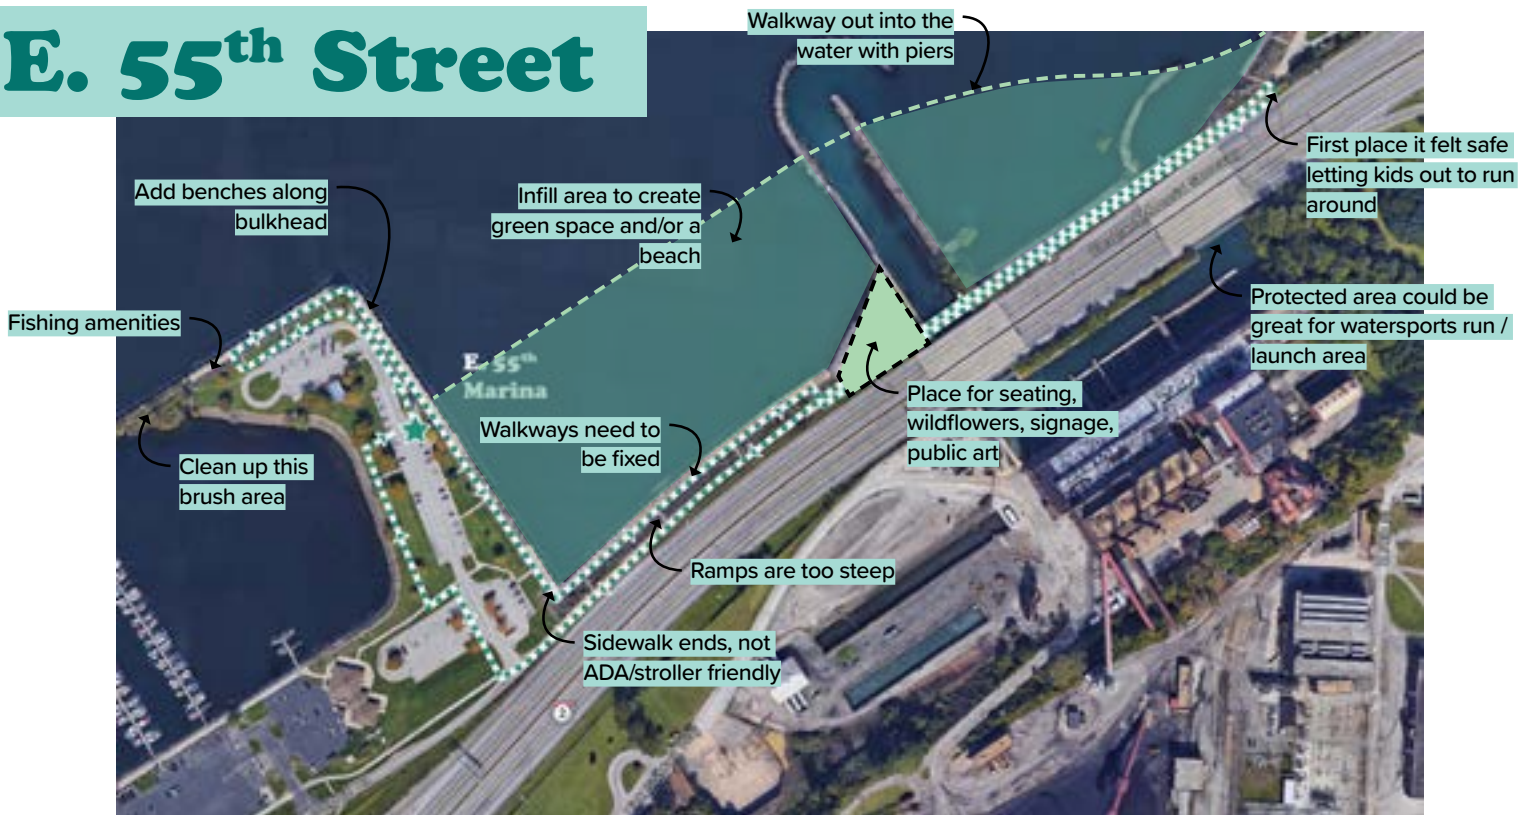 E. 55th Street
Walkway out into the
water with piers
First place it felt safe
letting kids out to run
around
Add benches along
bulkhead
Infill area to create
green space and/or a
beach
Fishing amenities
Protected area could be
great for watersports run /
launch area
E. 55th
Marina
Place for seating,
wildflowers, signage,
public art
Walkways need to
be fixed
Clean up this
brush area
Ramps are too steep
Sidewalk ends, not
ADA/stroller friendly